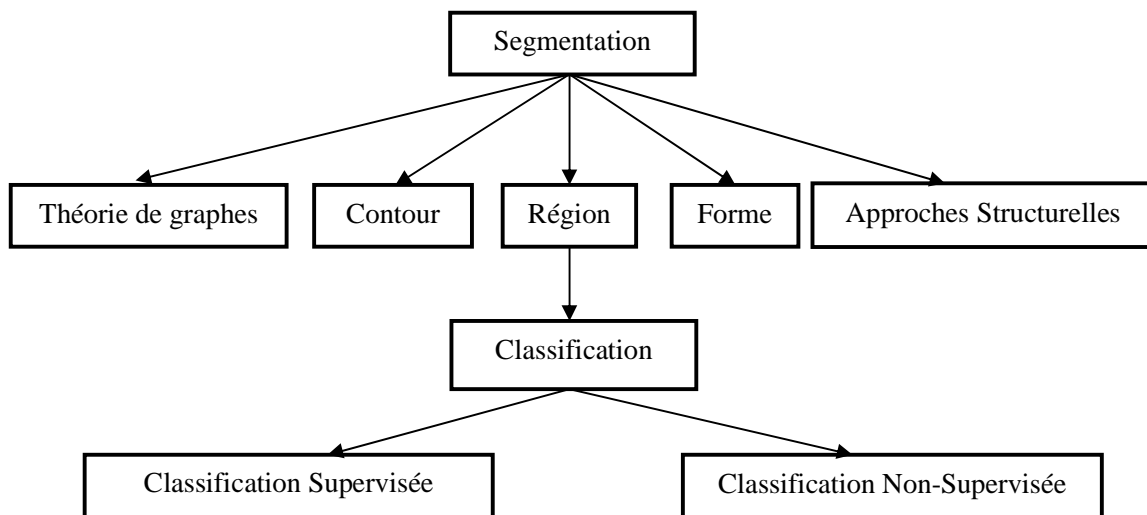 Segmentation
Théorie de graphes
Contour
Région
Forme
Approches Structurelles
Classification
Classification Supervisée
Classification Non-Supervisée